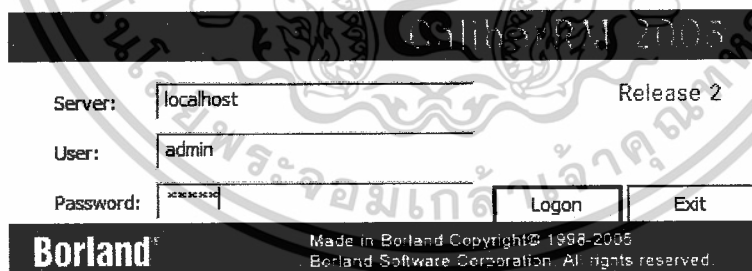 CaliberRM 2005
Release 2
Server: localhost
User: admin
Password: *****
Logon Exit
Borland
Made in Borland Copyright© 1998-2005
Borland Software Corporation. All rights reserved.